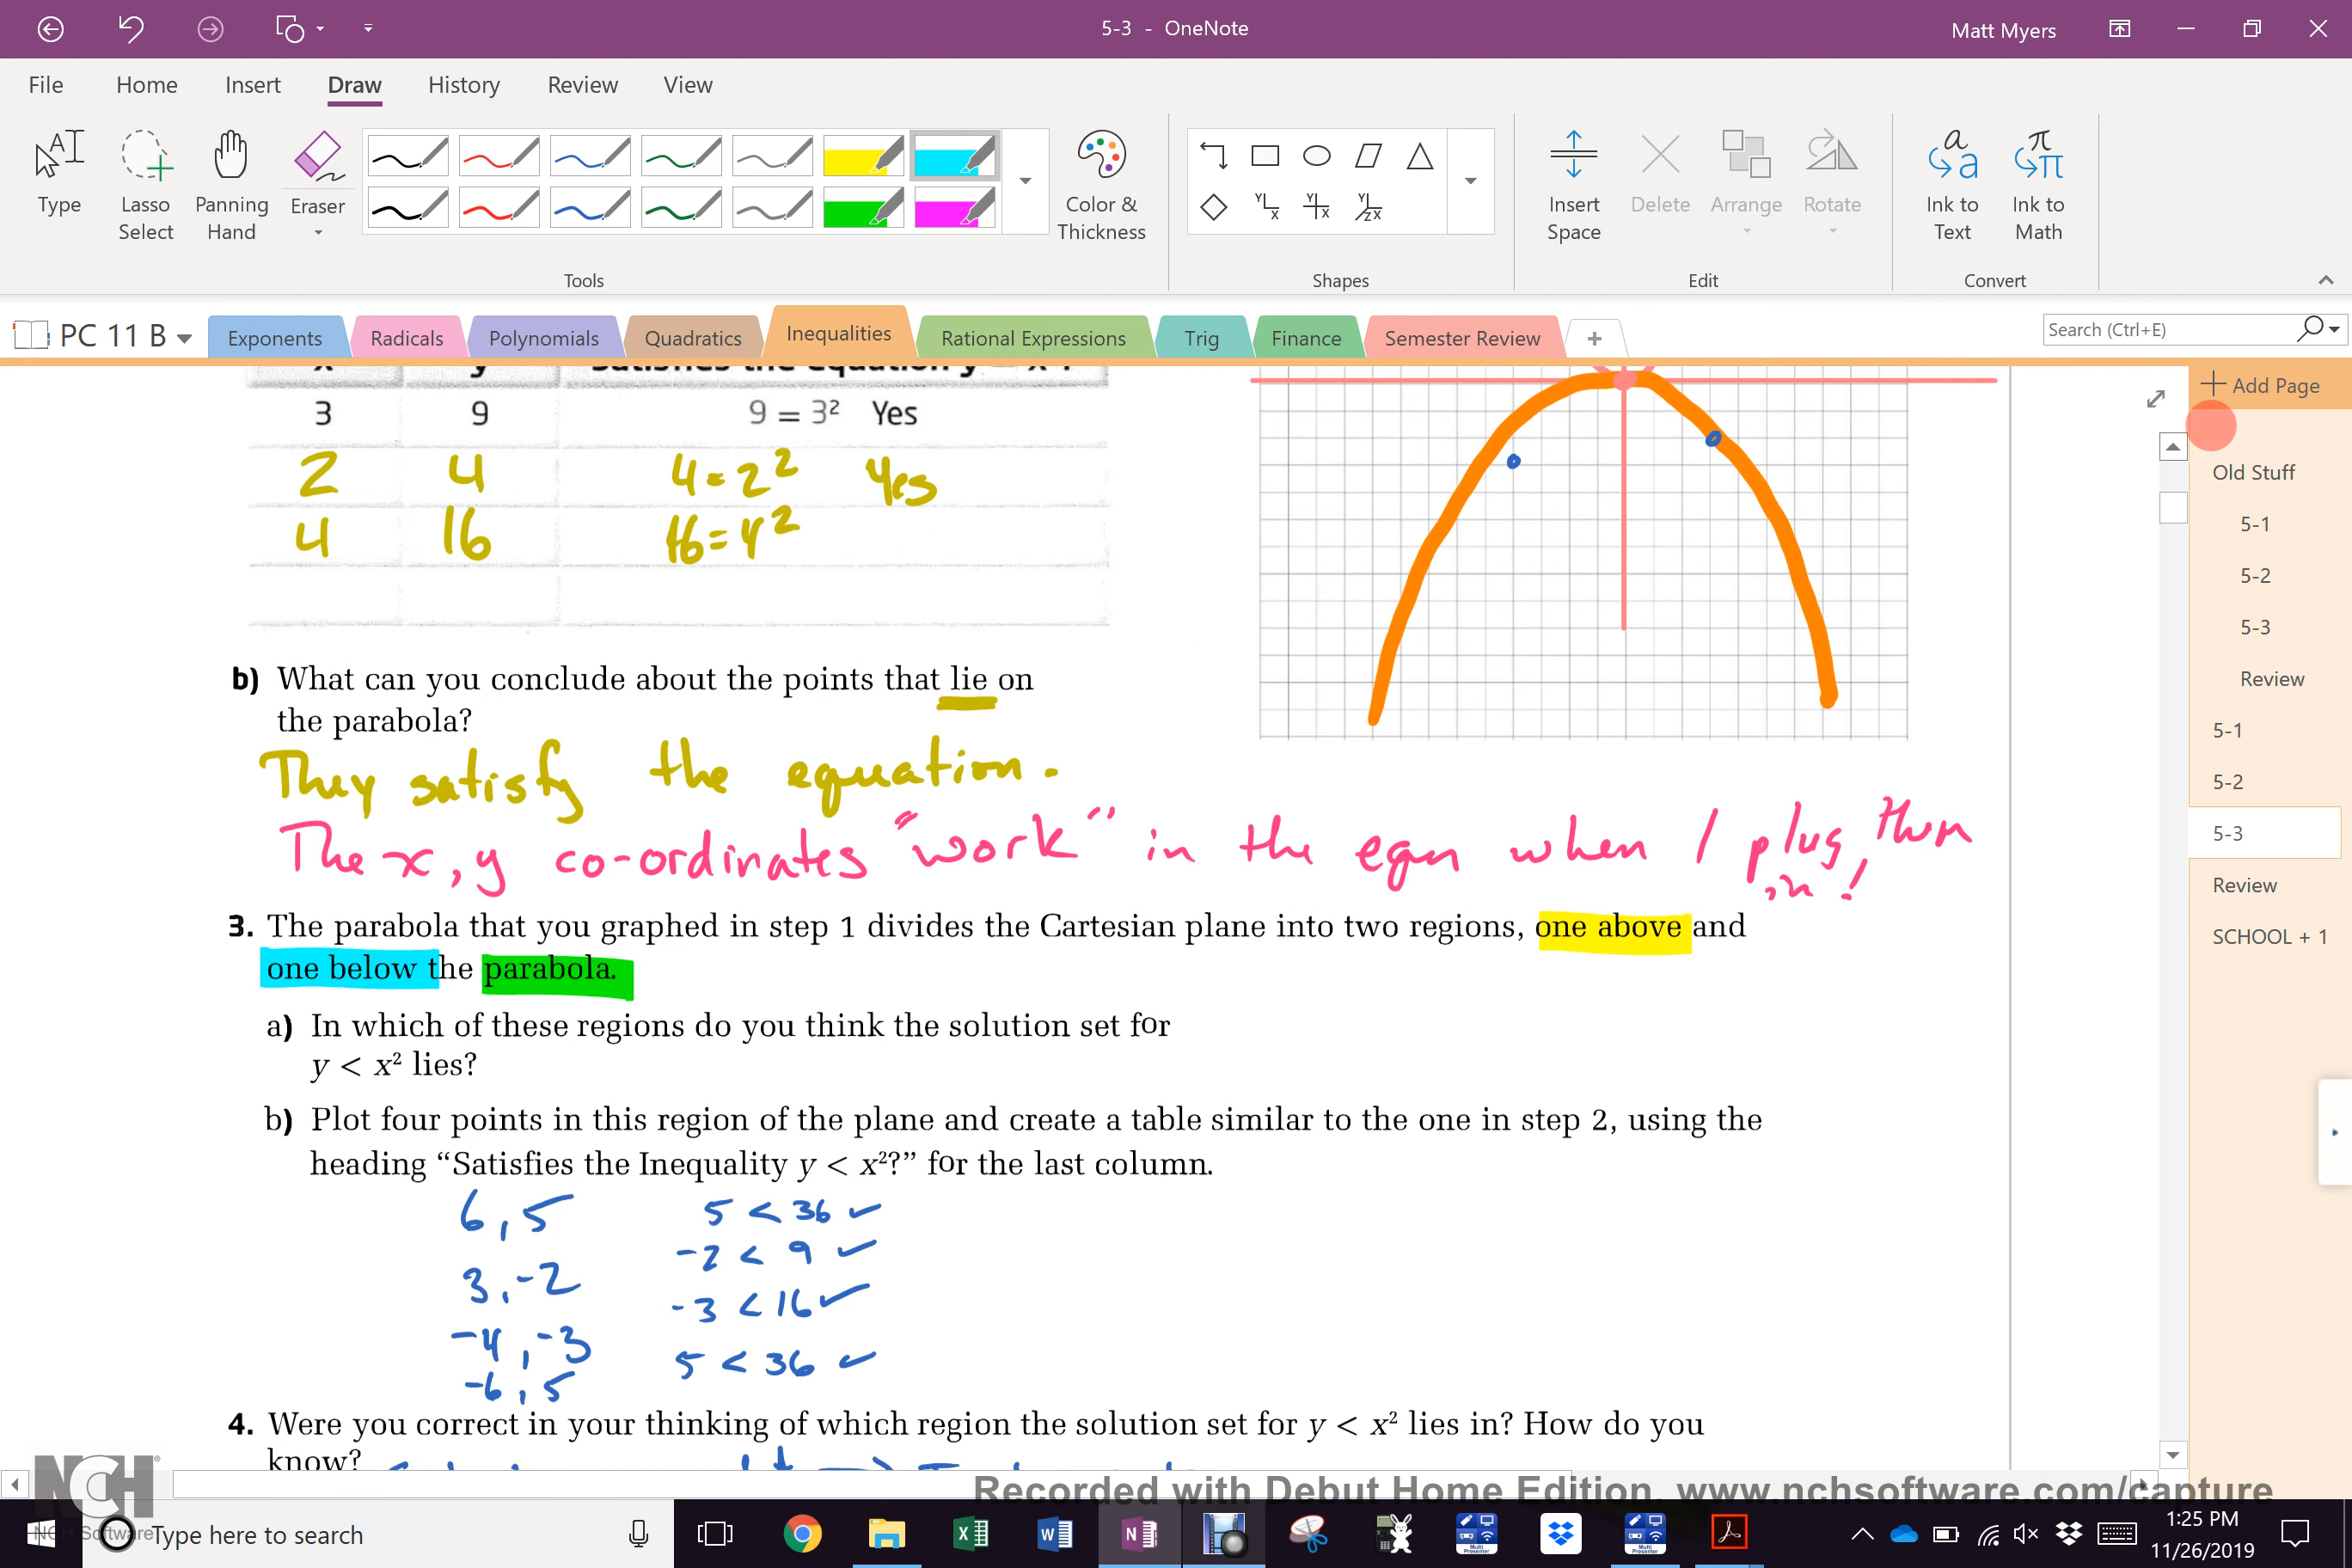 5-3 - OneNote
Matt Myers
File Home Insert Draw History Review View
Type
Lasso Select
Panning Hand
Eraser
Color & Thickness
Insert Space
Delete
Arrange
Rotate
Ink to Text
Ink to Math
Tools
Shapes
Edit
Convert
PC 11 B
Exponents
Radicals
Polynomials
Quadratics
Inequalities
Rational Expressions
Trig
Finance
Semester Review
Search (Ctrl+E)
Add Page
Old Stuff
5-1
5-2
5-3
Review
5-1
5-2
5-3
Review
SCHOOL + 1
3 9 9 = 3² Yes
2 4 4 = 2² Yes
4 16 16 = 4²
b) What can you conclude about the points that lie on
the parabola?
They satisfy the equation.
The x, y co-ordinates "work" in the eqn when I plug them
in!
3. The parabola that you graphed in step 1 divides the Cartesian plane into two regions, one above and
one below the parabola.
a) In which of these regions do you think the solution set for
y < x² lies?
b) Plot four points in this region of the plane and create a table similar to the one in step 2, using the
heading “Satisfies the Inequality y < x²?” for the last column.
6, 5 5 < 36 ✓
3, -2 -2 < 9 ✓
-4, -3 -3 < 16 ✓
-6, 5 5 < 36 ✓
4. Were you correct in your thinking of which region the solution set for y < x² lies in? How do you
know?
NCH
NCH Software
Recorded with Debut Home Edition. www.nchsoftware.com/capture
Type here to search
1:25 PM
11/26/2019